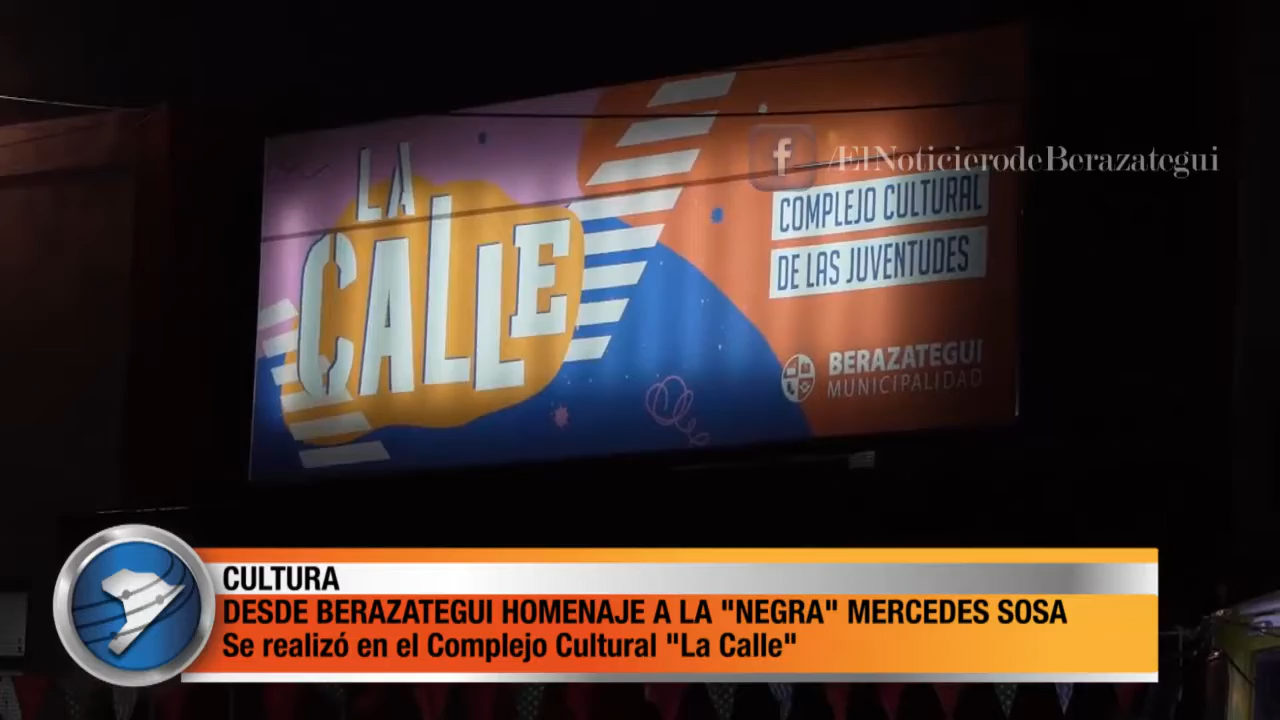 LA
CALLE
f /ElNoticierodeBerazategui
COMPLEJO CULTURAL
DE LAS JUVENTUDES
BERAZATEGUI
MUNICIPALIDAD
CULTURA
DESDE BERAZATEGUI HOMENAJE A LA "NEGRA" MERCEDES SOSA
Se realizó en el Complejo Cultural "La Calle"